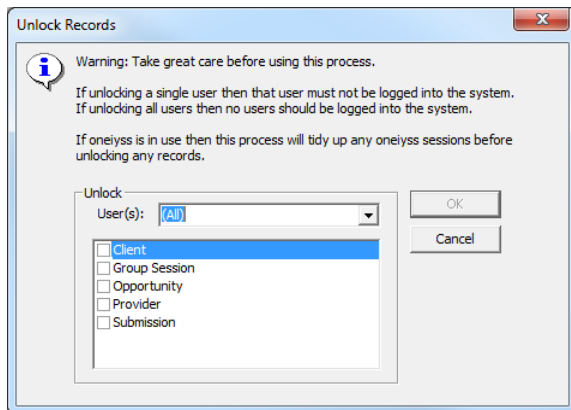 Unlock Records
Warning: Take great care before using this process.
If unlocking a single user then that user must not be logged into the system.
If unlocking all users then no users should be logged into the system.
If oneiyss is in use then this process will tidy up any oneiyss sessions before
unlocking any records.
Unlock
User(s): (All)
OK
Cancel
Client
Group Session
Opportunity
Provider
Submission